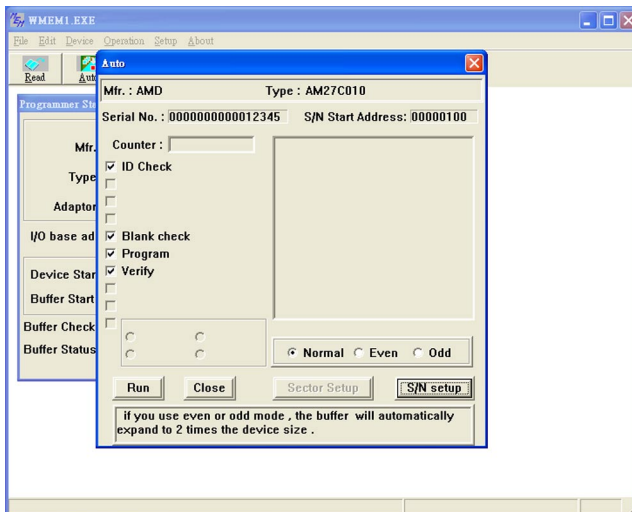 WMEM1.EXE
File Edit Device Operation Setup About
Read Auto
Auto
Mfr. : AMD Type : AM27C010
Programmer Sta
Serial No. : 0000000000012345 S/N Start Address: 00000100
Mfr. Counter :
ID Check
Type
Adaptor
I/O base ad Blank check
Program
Device Star Verify
Buffer Start
Buffer Check
Buffer Status Normal Even Odd
Run Close Sector Setup S/N setup
if you use even or odd mode , the buffer will automatically
expand to 2 times the device size .